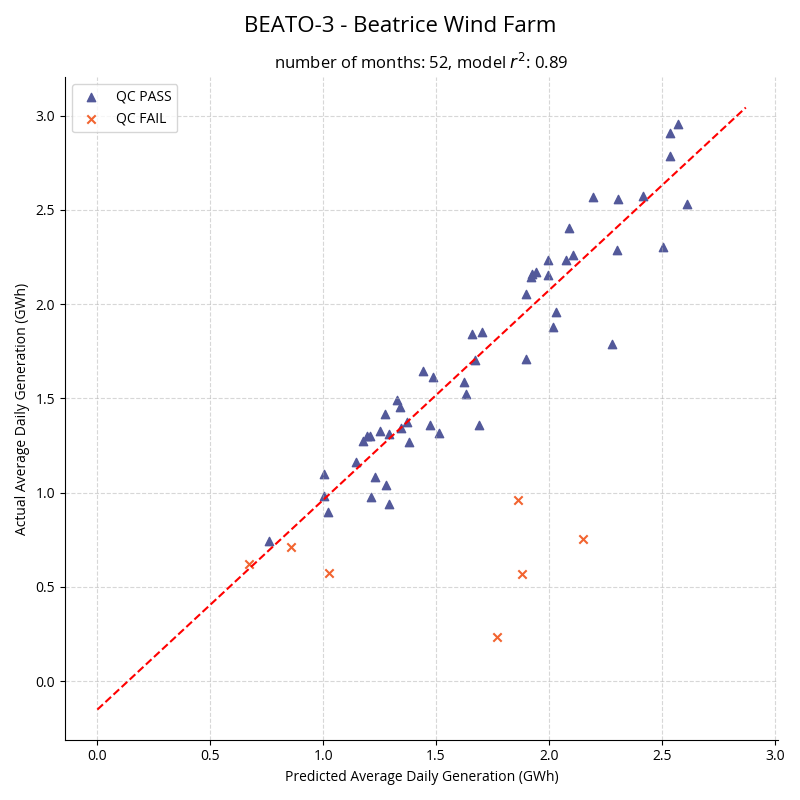 BEATO-3 - Beatrice Wind Farm
number of months: 52, model r²: 0.89
QC PASS
QC FAIL
3.0
2.5
2.0
1.5
1.0
0.5
0.0
Actual Average Daily Generation (GWh)
0.0 0.5 1.0 1.5 2.0 2.5 3.0
Predicted Average Daily Generation (GWh)